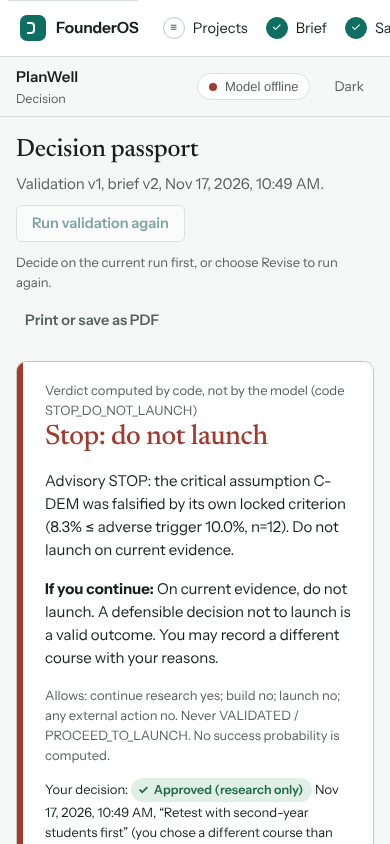 FounderOS Projects Brief Sa
PlanWell
Decision
Model offline
Dark
Decision passport
Validation v1, brief v2, Nov 17, 2026, 10:49 AM.
Run validation again
Decide on the current run first, or choose Revise to run
again.
Print or save as PDF
Verdict computed by code, not by the model (code
STOP_DO_NOT_LAUNCH)
Stop: do not launch
Advisory STOP: the critical assumption C-
DEM was falsified by its own locked criterion
(8.3% ≤ adverse trigger 10.0%, n=12). Do not
launch on current evidence.
If you continue: On current evidence, do not
launch. A defensible decision not to launch is
a valid outcome. You may record a different
course with your reasons.
Allows: continue research yes; build no; launch no;
any external action no. Never VALIDATED /
PROCEED_TO_LAUNCH. No success probability is
computed.
Your decision: ✓ Approved (research only) Nov
17, 2026, 10:49 AM, “Retest with second-year
students first” (you chose a different course than